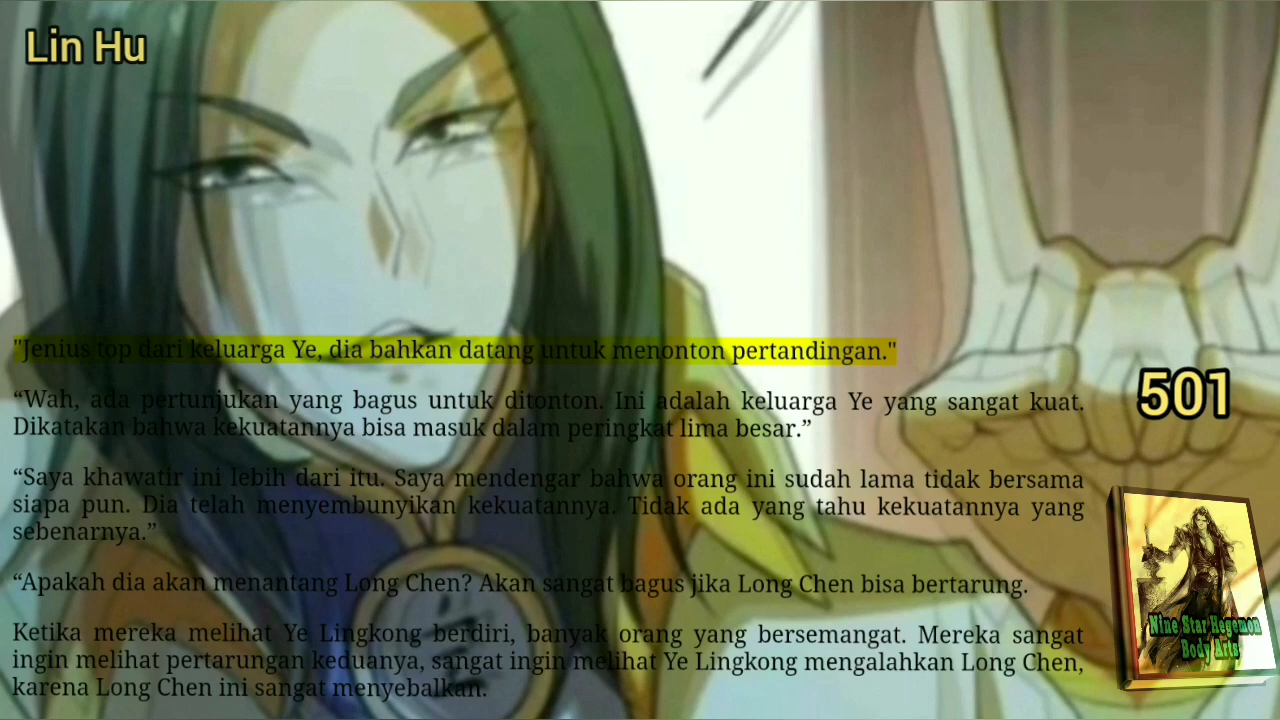 Lin Hu
"Jenius top dari keluarga Ye, dia bahkan datang untuk menonton pertandingan."
“Wah, ada pertunjukan yang bagus untuk ditonton. Ini adalah keluarga Ye yang sangat kuat.
Dikatakan bahwa kekuatannya bisa masuk dalam peringkat lima besar.”
“Saya khawatir ini lebih dari itu. Saya mendengar bahwa orang ini sudah lama tidak bersama
siapa pun. Dia telah menyembunyikan kekuatannya. Tidak ada yang tahu kekuatannya yang
sebenarnya.”
“Apakah dia akan menantang Long Chen? Akan sangat bagus jika Long Chen bisa bertarung.
Ketika mereka melihat Ye Lingkong berdiri, banyak orang yang bersemangat. Mereka sangat
ingin melihat pertarungan keduanya, sangat ingin melihat Ye Lingkong mengalahkan Long Chen,
karena Long Chen ini sangat menyebalkan.
501
Nine Star Hegemon
Body Arts